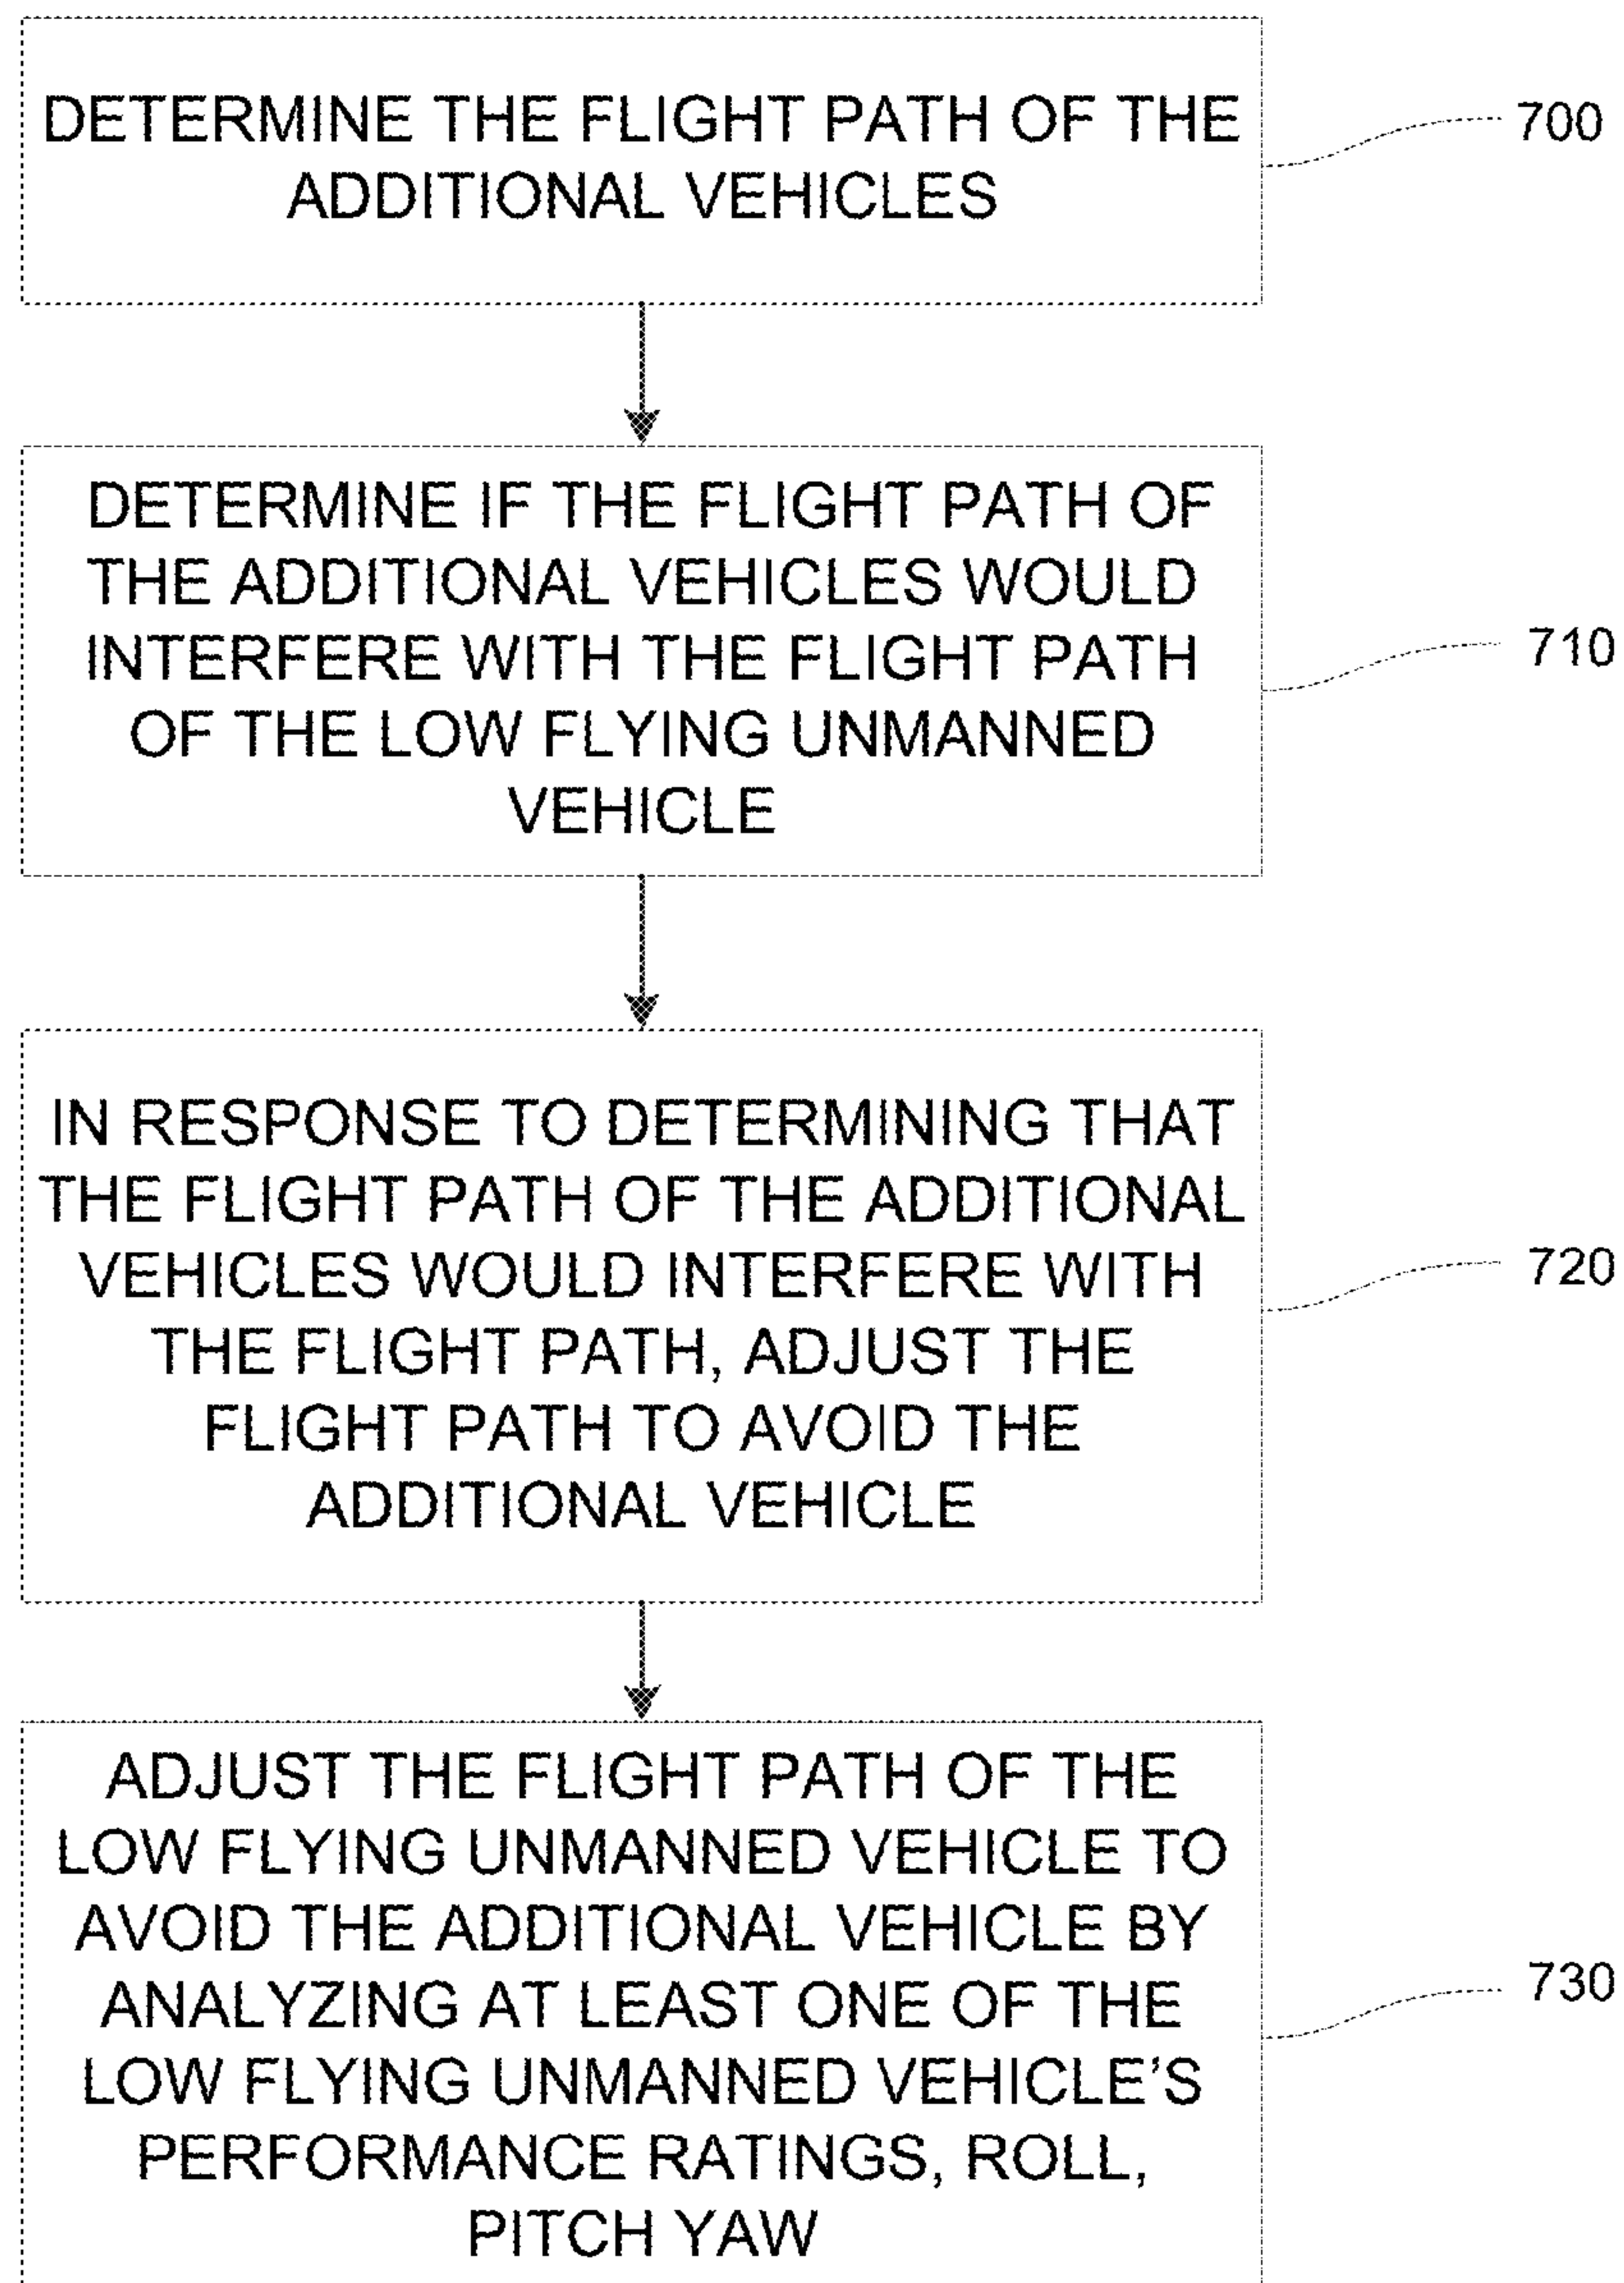 DETERMINE THE FLIGHT PATH OF THE
ADDITIONAL VEHICLES
700
DETERMINE IF THE FLIGHT PATH OF
THE ADDITIONAL VEHICLES WOULD
INTERFERE WITH THE FLIGHT PATH
OF THE LOW FLYING UNMANNED
VEHICLE
710
IN RESPONSE TO DETERMINING THAT
THE FLIGHT PATH OF THE ADDITIONAL
VEHICLES WOULD INTERFERE WITH
THE FLIGHT PATH, ADJUST THE
FLIGHT PATH TO AVOID THE
ADDITIONAL VEHICLE
720
ADJUST THE FLIGHT PATH OF THE
LOW FLYING UNMANNED VEHICLE TO
AVOID THE ADDITIONAL VEHICLE BY
ANALYZING AT LEAST ONE OF THE
LOW FLYING UNMANNED VEHICLE'S
PERFORMANCE RATINGS, ROLL,
PITCH YAW
730